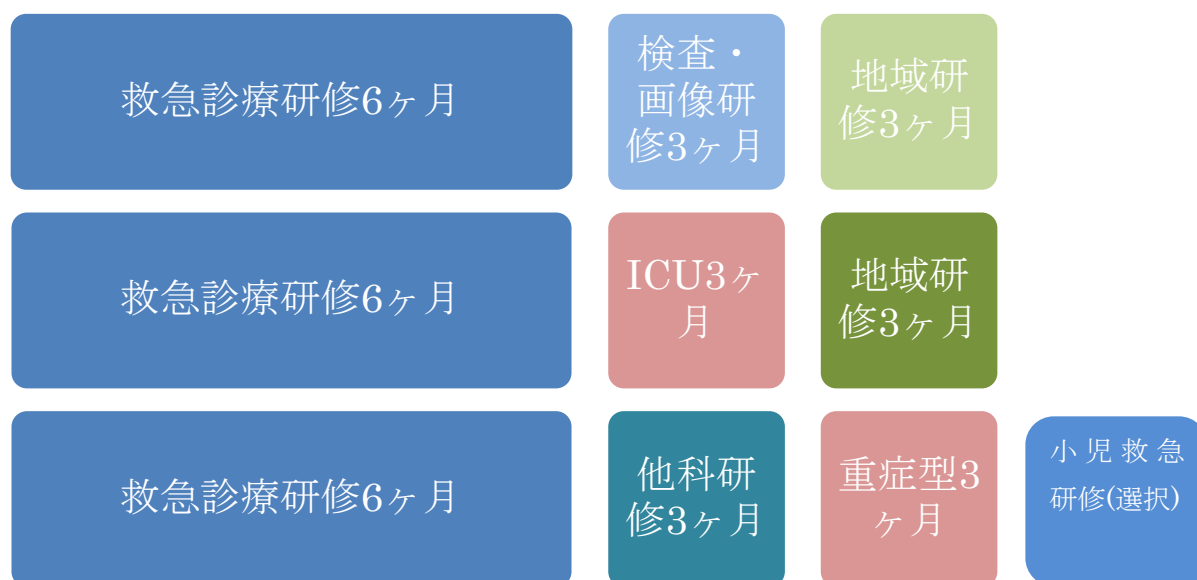 救急診療研修6ヶ月
検査・
画像研
修3ヶ月
地域研
修3ヶ月
救急診療研修6ヶ月
ICU3ヶ
月
地域研
修3ヶ月
救急診療研修6ヶ月
他科研
修3ヶ月
重症型3
ヶ月
小児救急
研修(選択)